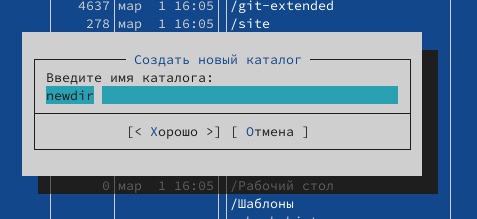 4637 мар 1 16:05 /git-extended
278 мар 1 16:05 /site
Создать новый каталог
Введите имя каталога:
newdir
[< Хорошо >] [ Отмена ]
0 мар 1 16:05 /Рабочий стол
/Шаблоны